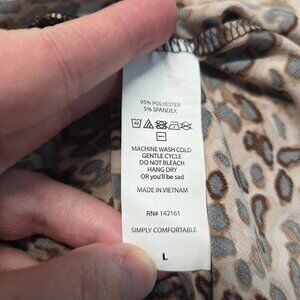 95% POLYESTER
5% SPANDEX
MACHINE WASH COLD
GENTLE CYCLE
DO NOT BLEACH
HANG DRY
OR you'll be sad
MADE IN VIETNAM
RN# 142161
SIMPLY COMFORTABLE
L